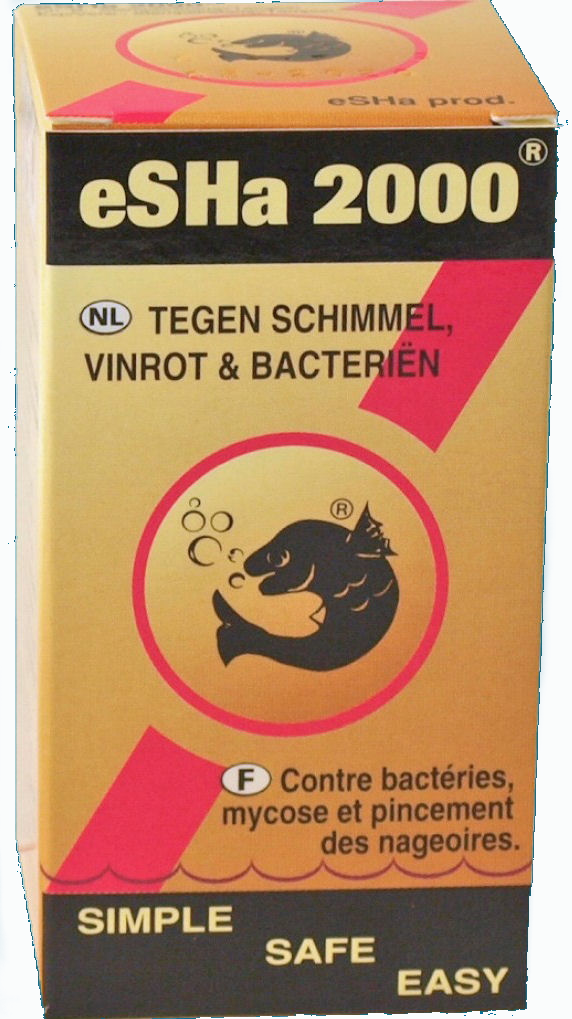 eSHa prod.
eSHa 2000®
NL TEGEN SCHIMMEL,
VINROT & BACTERIËN
®
F Contre bactéries,
mycose et pincement
des nageoires.
SIMPLE
SAFE
EASY